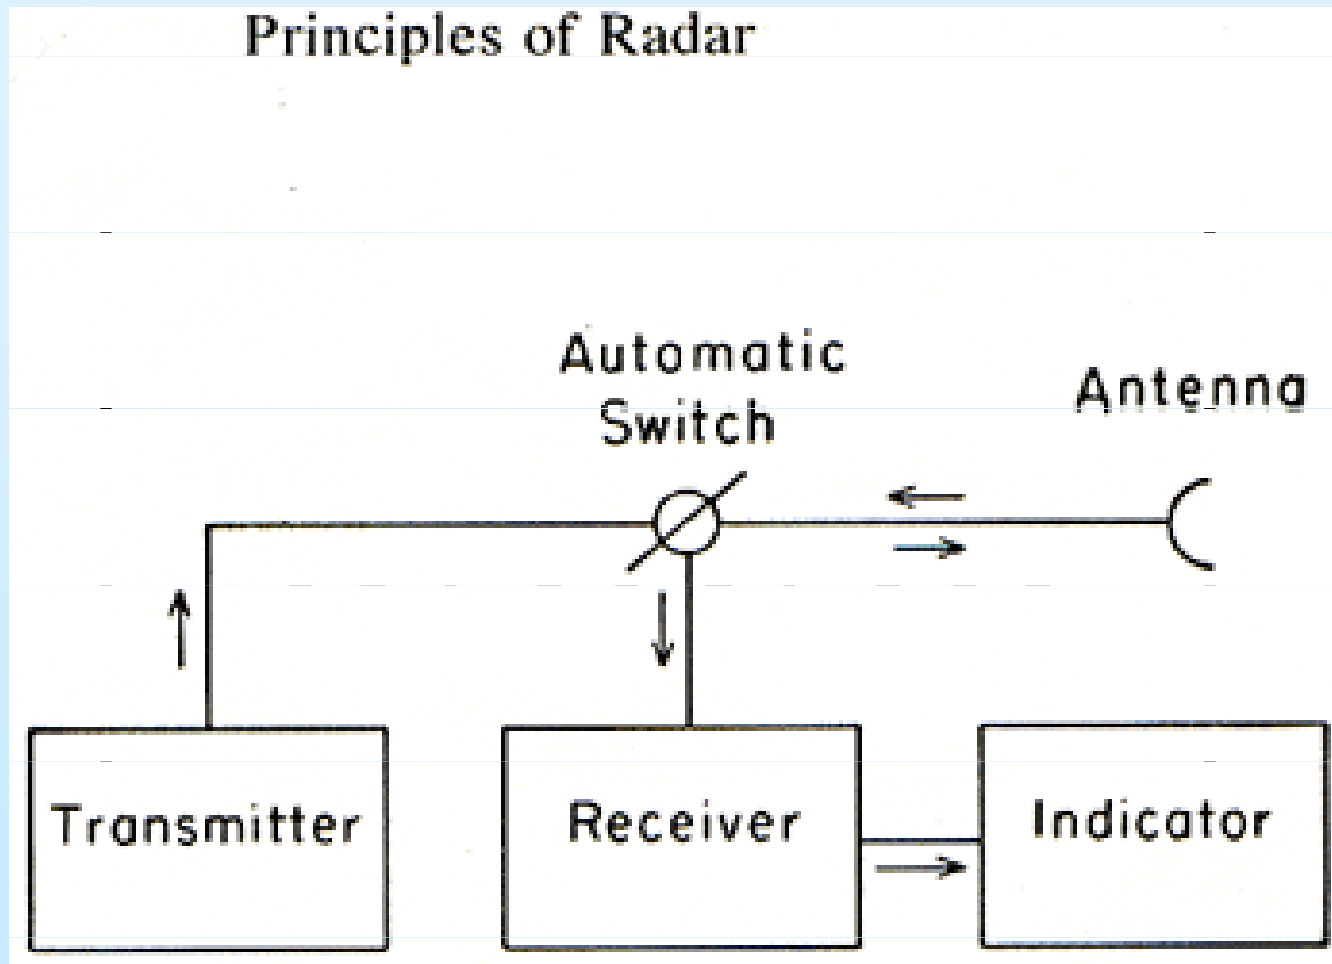 Principles of Radar
Automatic
Switch
Antenna
Transmitter
Receiver
Indicator